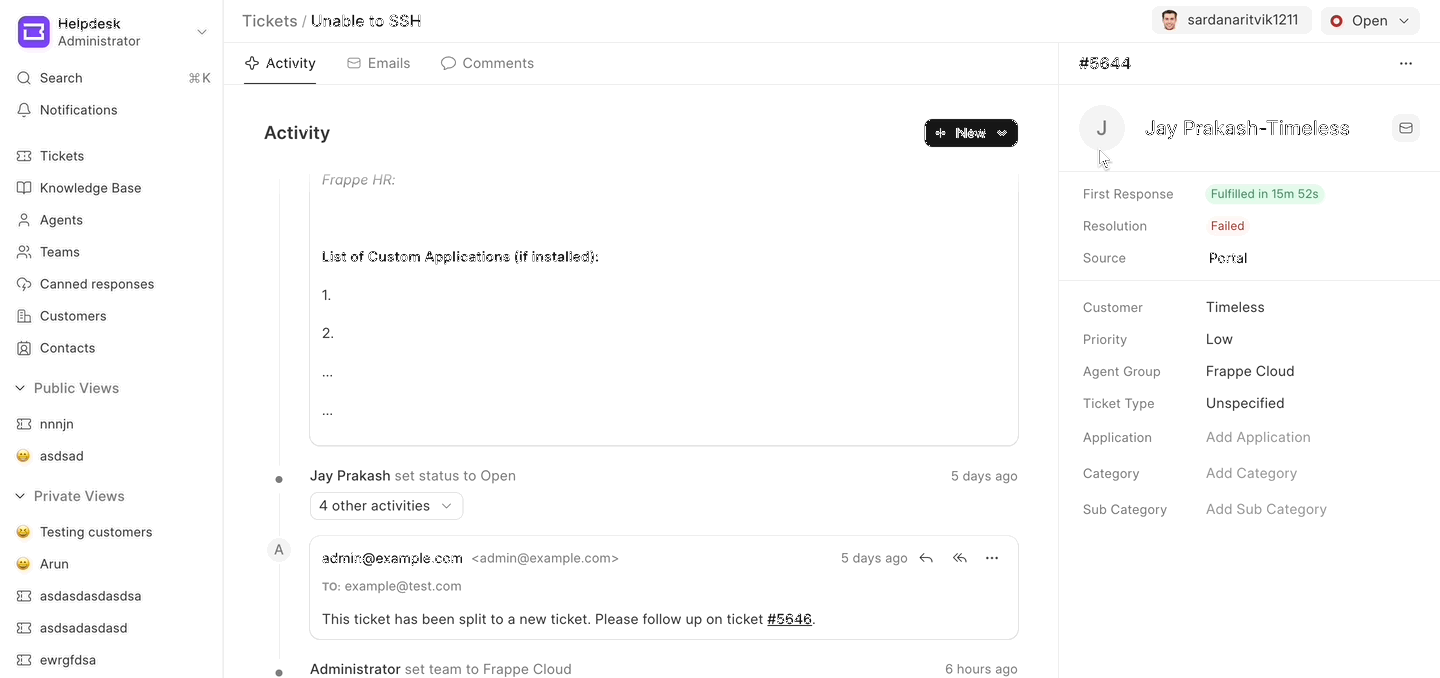 Helpdesk
Administrator
Search ⌘K
Notifications
Tickets
Knowledge Base
Agents
Teams
Canned responses
Customers
Contacts
Public Views
nnnjn
asdsad
Private Views
Testing customers
Arun
asdasdasdasdsa
asdsadasdasd
ewrgfdsa
Tickets / Unable to SSH
sardanaritvik1211
Open
Activity
Emails
Comments
Activity
+ New
Frappe HR:
List of Custom Applications (if installed):
1.
2.
...
...
Jay Prakash set status to Open 5 days ago
4 other activities
A
admin@example.com <admin@example.com> 5 days ago
TO: example@test.com
This ticket has been split to a new ticket. Please follow up on ticket #5646.
Administrator set team to Frappe Cloud 6 hours ago
#5644
J
Jay Prakash-Timeless
First Response Fulfilled in 15m 52s
Resolution Failed
Source Portal
Customer Timeless
Priority Low
Agent Group Frappe Cloud
Ticket Type Unspecified
Application Add Application
Category Add Category
Sub Category Add Sub Category